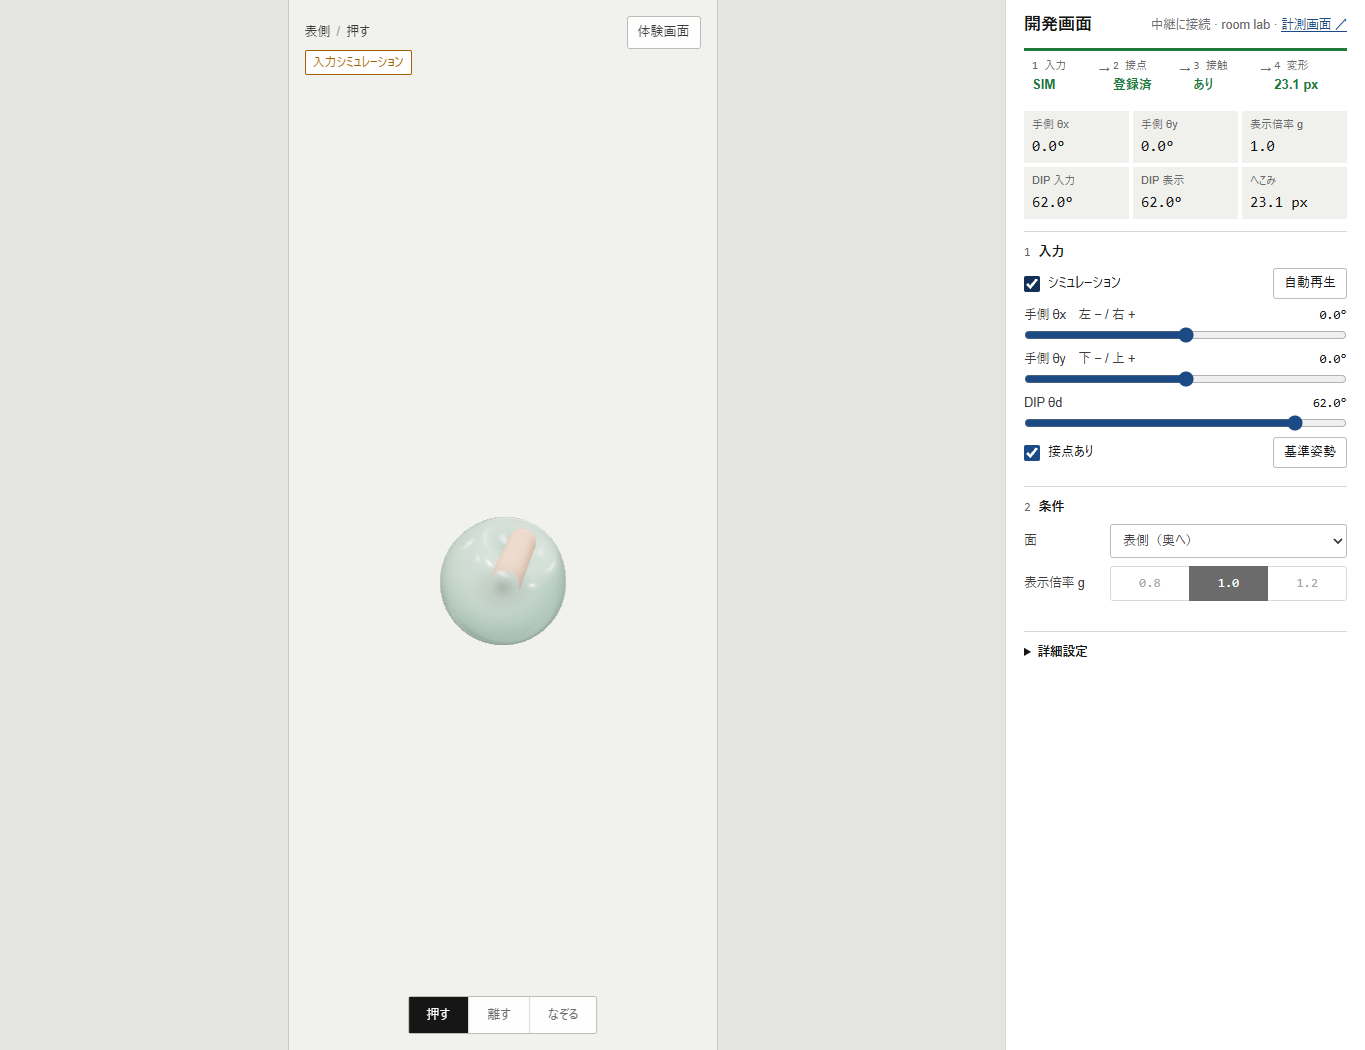 表側 / 押す
体験画面
入力シミュレーション
押す
離す
なぞる
開発画面
中継に接続 · room lab · 計測画面 ↗
1 入力 → 2 接点 → 3 接触 → 4 変形
SIM 登録済 あり 23.1 px
手側 θx 手側 θy 表示倍率 g
0.0° 0.0° 1.0
DIP 入力 DIP 表示 へこみ
62.0° 62.0° 23.1 px
1 入力
シミュレーション 自動再生
手側 θx 左 − / 右 + 0.0°
手側 θy 下 − / 上 + 0.0°
DIP θd 62.0°
接点あり 基準姿勢
2 条件
面 表側（奥へ）
表示倍率 g 0.8 1.0 1.2
▶ 詳細設定